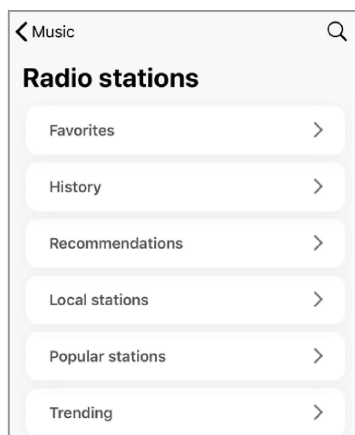 Music
Radio stations
Favorites
History
Recommendations
Local stations
Popular stations
Trending